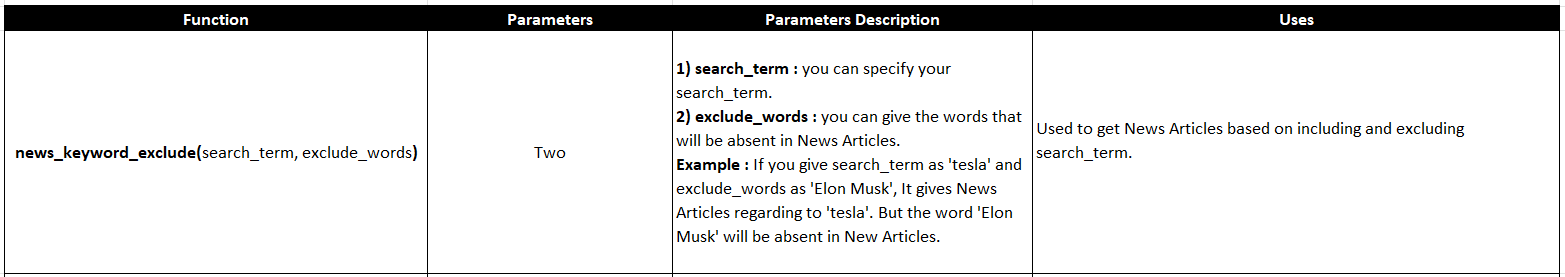 Function Parameters Parameters Description Uses
news_keyword_exclude(search_term, exclude_words)
Two
1) search_term : you can specify your
search_term.
2) exclude_words : you can give the words that
will be absent in News Articles.
Example : If you give search_term as 'tesla' and
exclude_words as 'Elon Musk', It gives News
Articles regarding to 'tesla'. But the word 'Elon
Musk' will be absent in New Articles.
Used to get News Articles based on including and excluding
search_term.